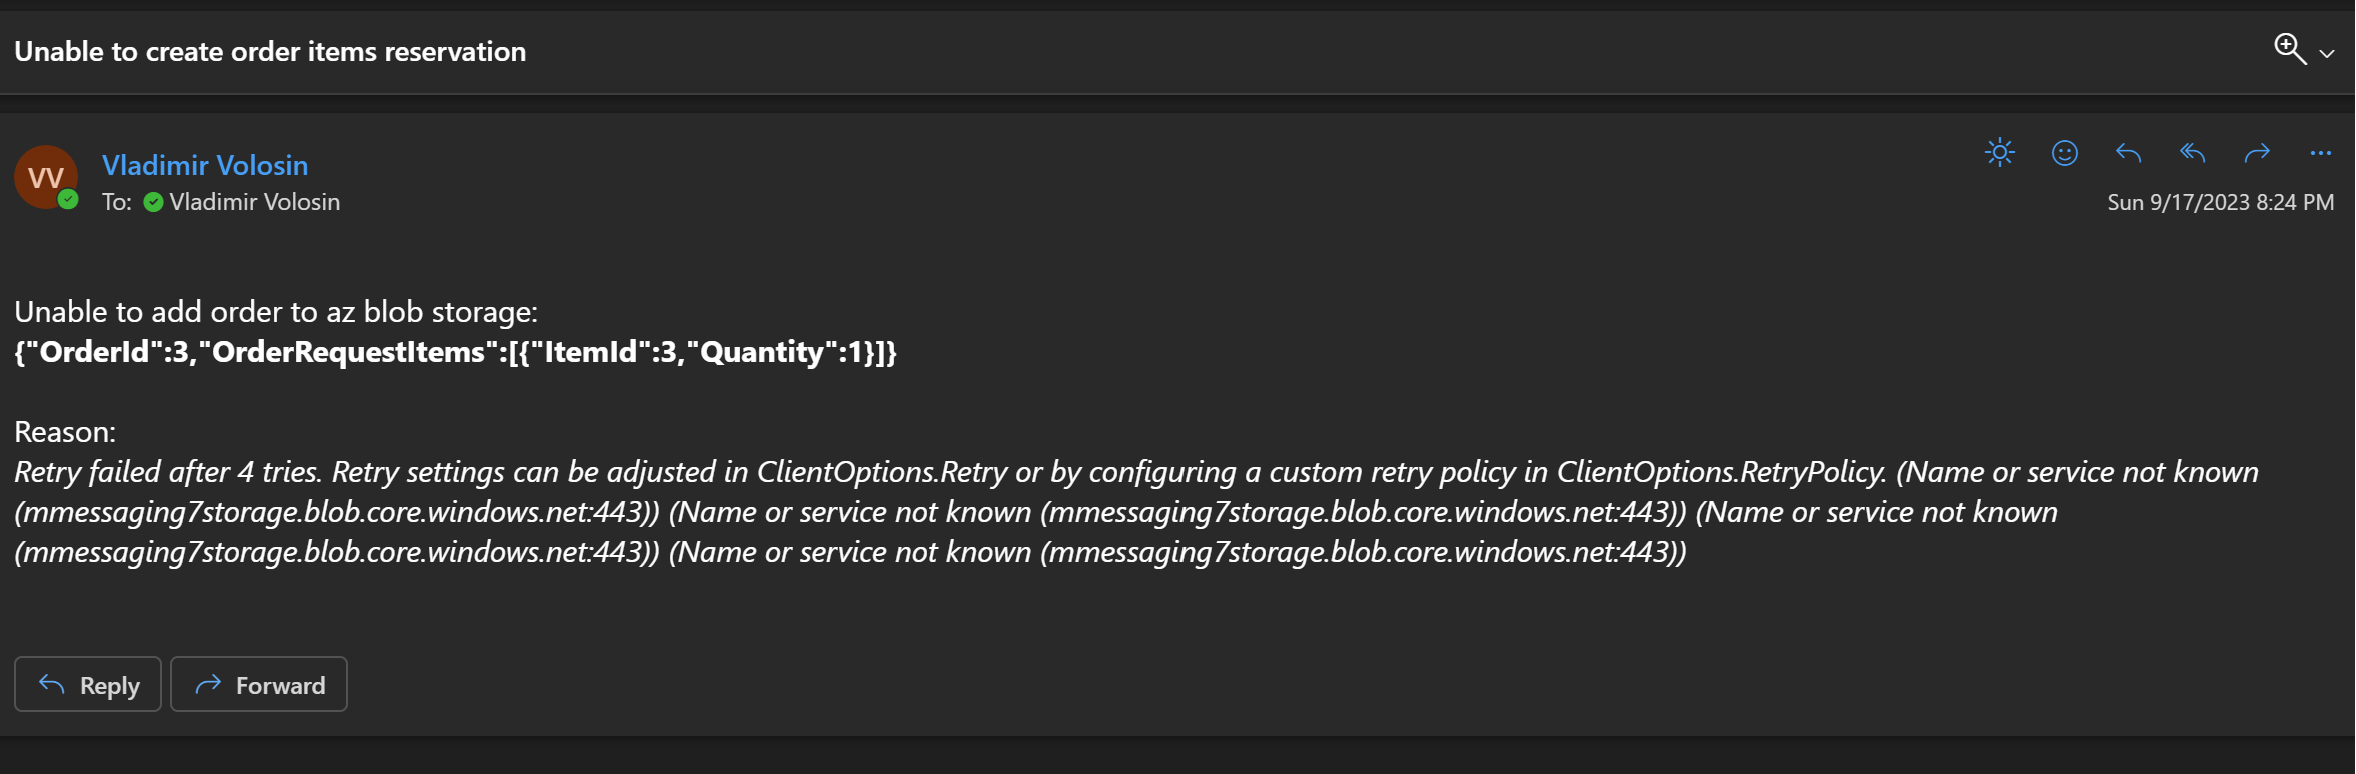 Unable to create order items reservation
VV
Vladimir Volosin
To: Vladimir Volosin
Sun 9/17/2023 8:24 PM
Unable to add order to az blob storage:
{"OrderId":3,"OrderRequestItems":[{"ItemId":3,"Quantity":1}]}
Reason:
Retry failed after 4 tries. Retry settings can be adjusted in ClientOptions.Retry or by configuring a custom retry policy in ClientOptions.RetryPolicy. (Name or service not known
(mmessaging7storage.blob.core.windows.net:443)) (Name or service not known (mmessaging7storage.blob.core.windows.net:443)) (Name or service not known
(mmessaging7storage.blob.core.windows.net:443)) (Name or service not known (mmessaging7storage.blob.core.windows.net:443))
Reply Forward